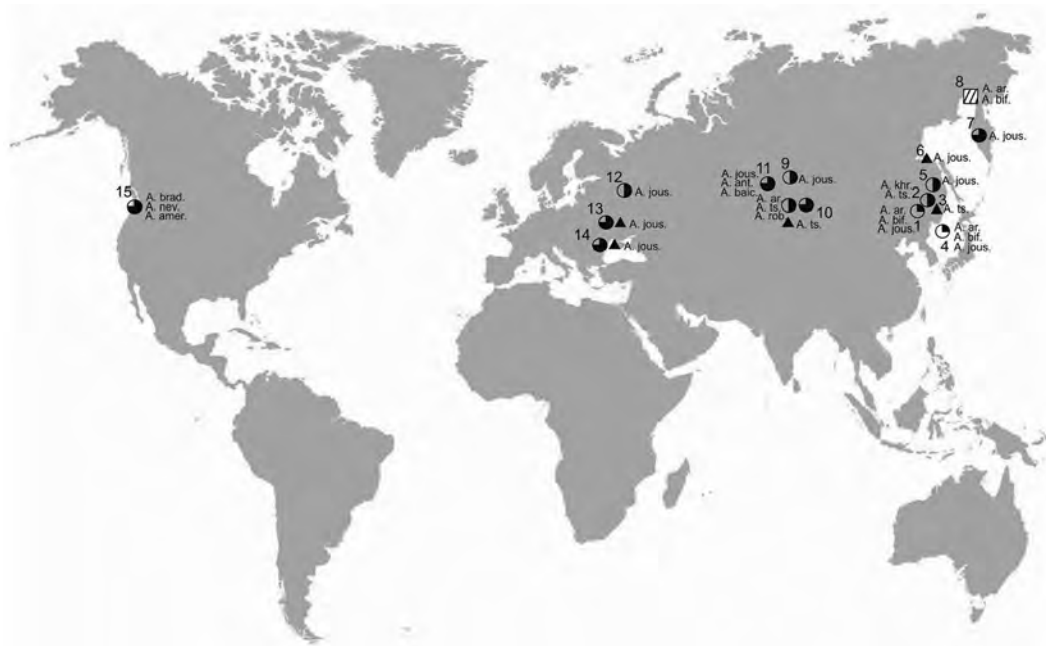 8
A. ar.
A. bif.
7
A. jous.
6
A. jous.
5
A. jous.
A. khr.
A. ts.
2
3
A. ts.
A. ar.
A. bif.
A. jous.
1
A. ar.
A. bif.
A. jous.
4
9
A. jous.
11
A. jous.
A. ant.
A. baic.
A. ar.
A. ts.
A. rob.
10
A. ts.
12
A. jous.
13
A. jous.
14
A. jous.
15
A. brad.
A. nev.
A. amer.